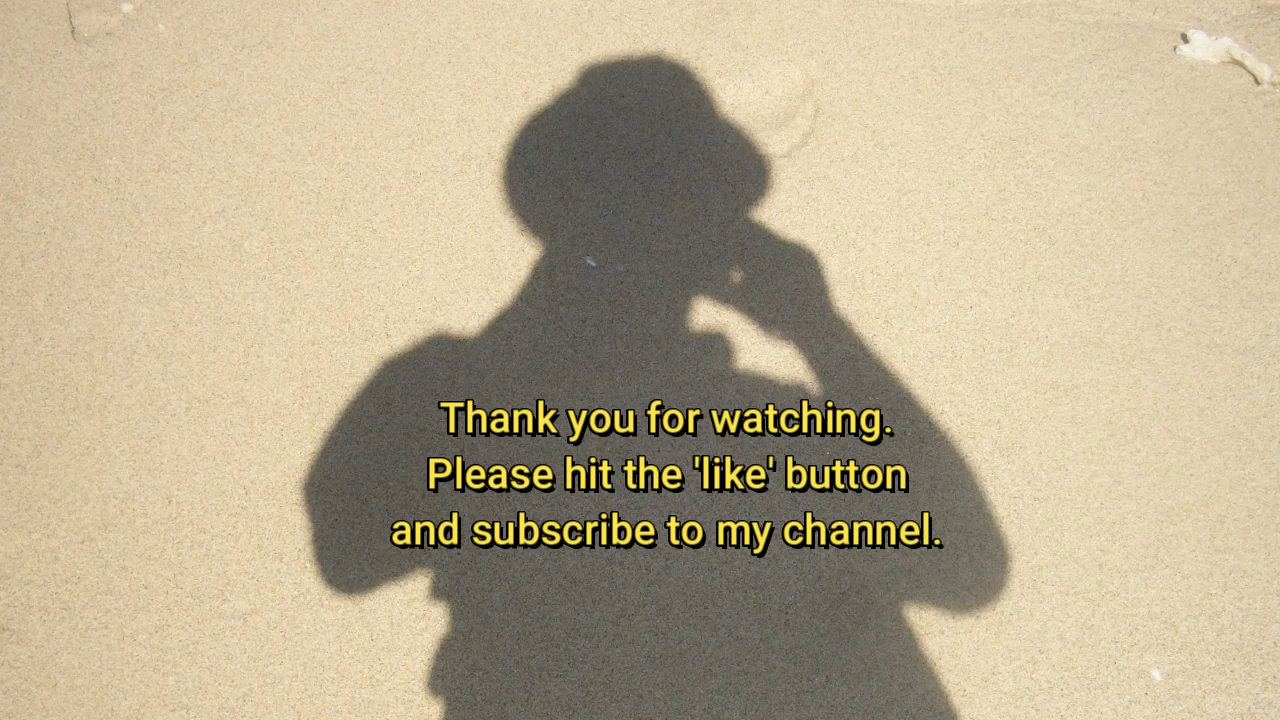 Thank you for watching.
Please hit the 'like' button
and subscribe to my channel.